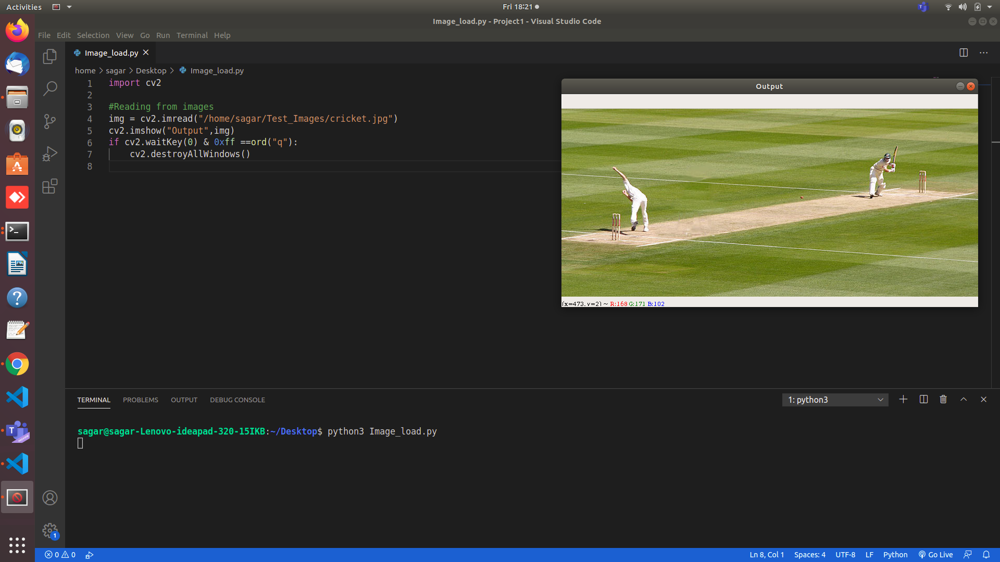 Activities
Fri 18:21
Image_load.py - Project1 - Visual Studio Code
File Edit Selection View Go Run Terminal Help
Image_load.py
home > sagar > Desktop > Image_load.py
1 import cv2
2
3 #Reading from images
4 img = cv2.imread("/home/sagar/Test_Images/cricket.jpg")
5 cv2.imshow("Output",img)
6 if cv2.waitKey(0) & 0xff ==ord("q"):
7 cv2.destroyAllWindows()
8
Output
(x=473, y=2) ~ R:168 G:171 B:102
TERMINAL PROBLEMS OUTPUT DEBUG CONSOLE
1: python3
sagar@sagar-Lenovo-ideapad-320-15IKB:~/Desktop$ python3 Image_load.py
1
0 0
Ln 8, Col 1 Spaces: 4 UTF-8 LF Python Go Live